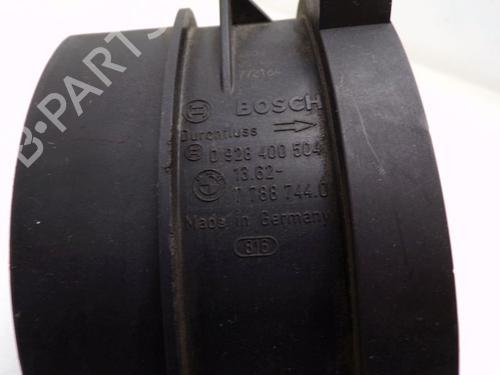 B-PARTS
BOSCH
Durchfluss
0 928 400 504
13.62-
7 788 744.0
Made in Germany
816